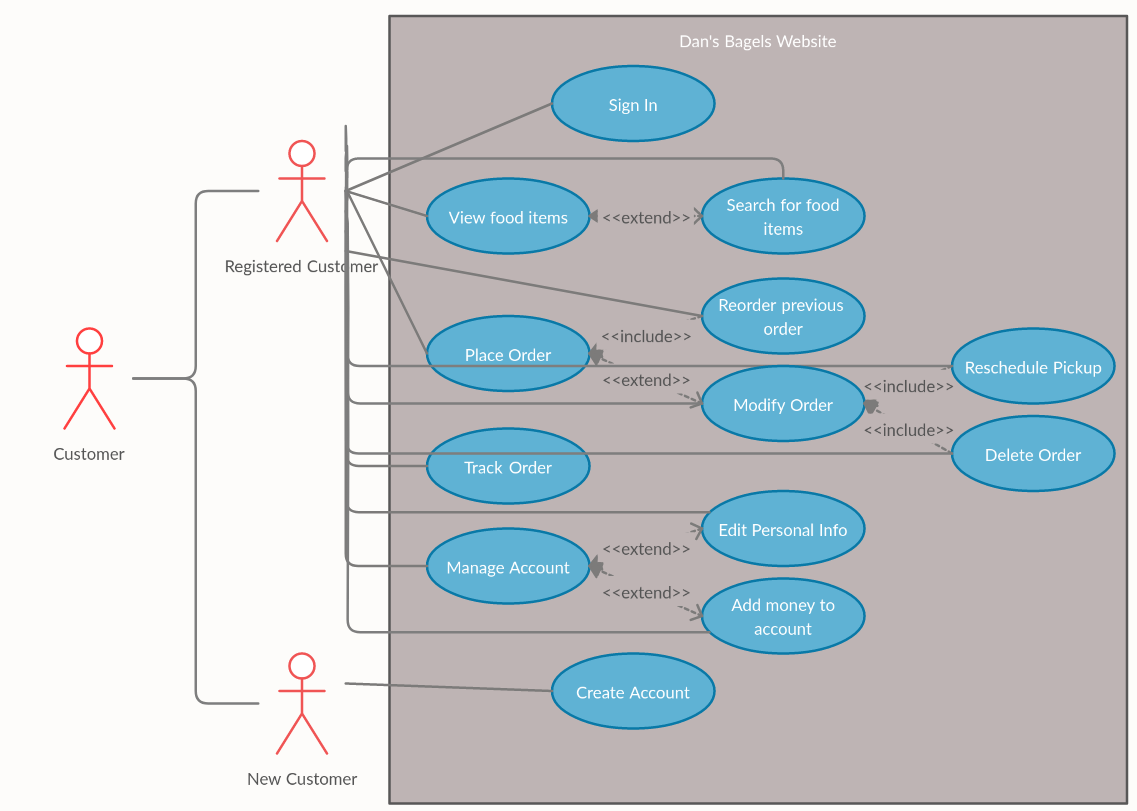 Dan's Bagels Website
Sign In
View food items
<<extend>>
Search for food
items
Registered Customer
Reorder previous
order
<<include>>
Place Order
<<extend>>
Reschedule Pickup
<<include>>
Modify Order
<<include>>
Delete Order
Customer
Track Order
Edit Personal Info
<<extend>>
Manage Account
<<extend>>
Add money to
account
Create Account
New Customer